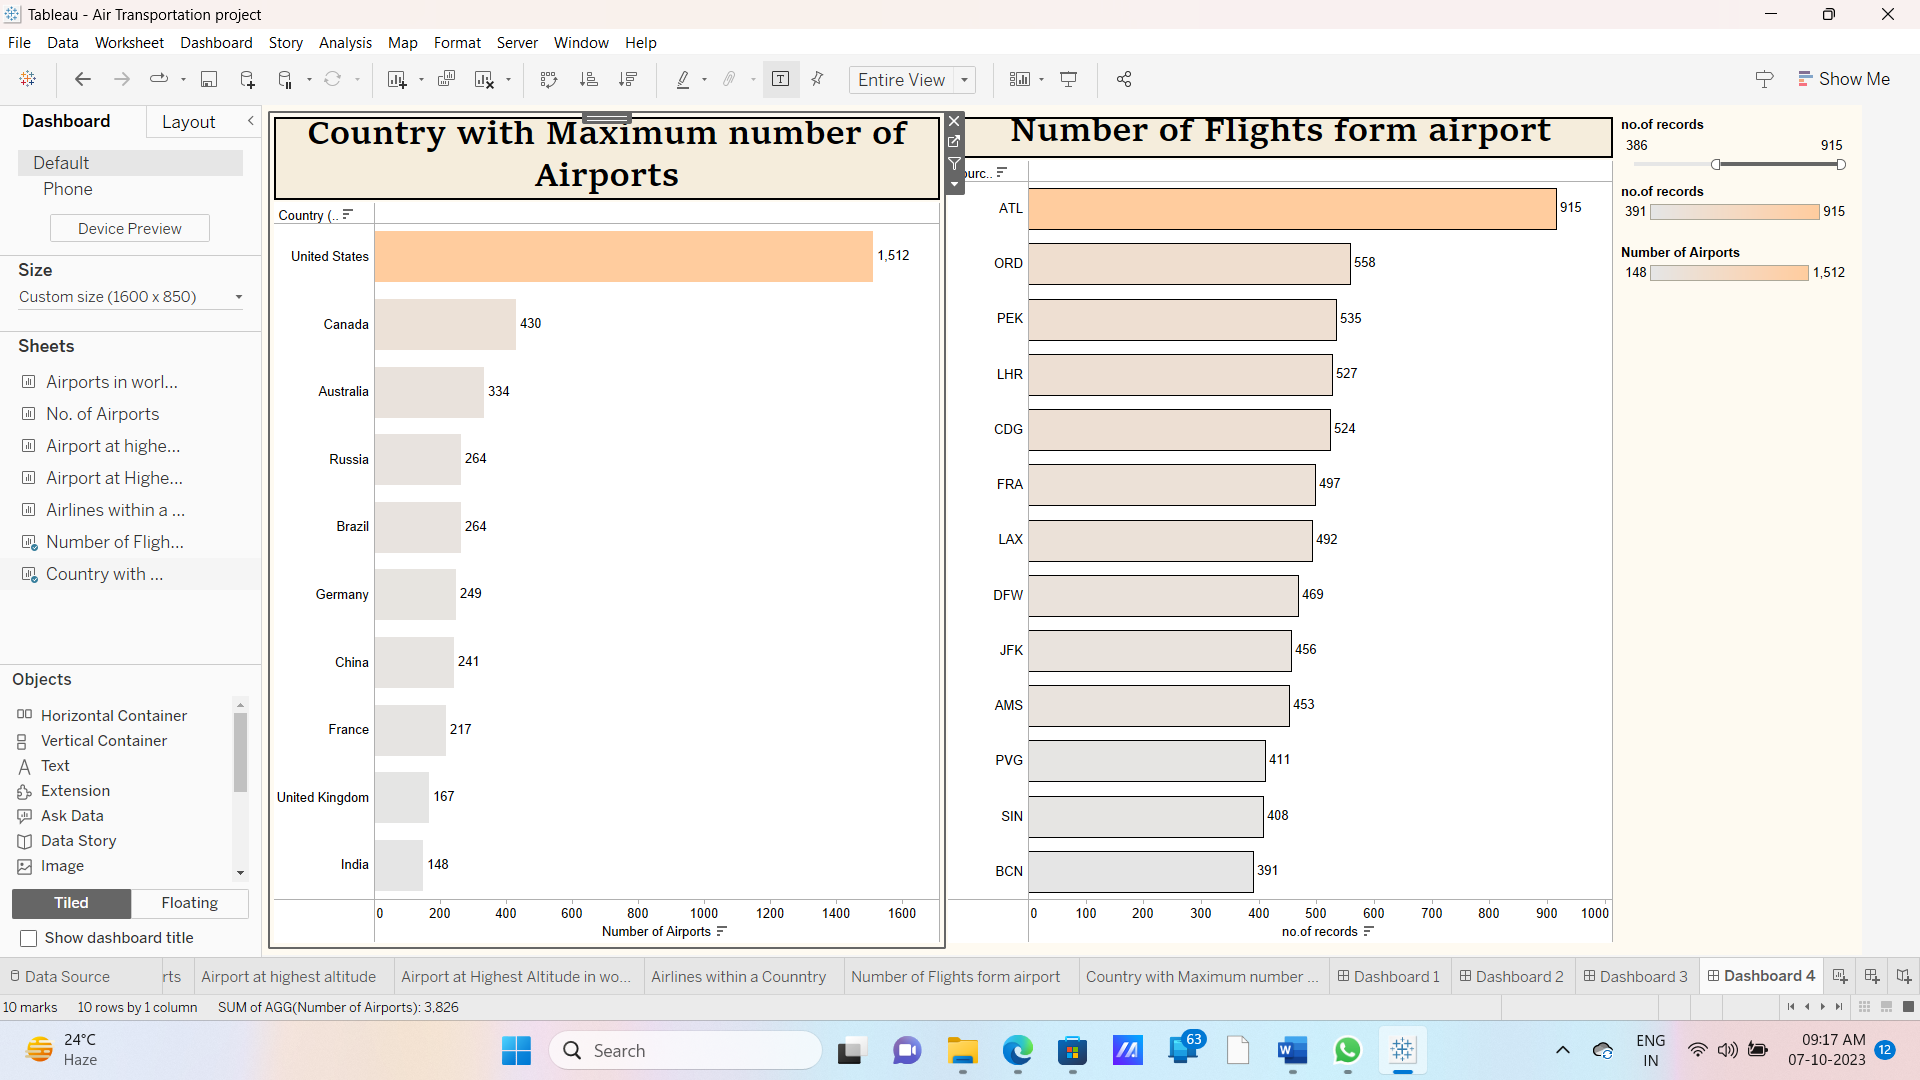 Tableau - Air Transportation project
File Data Worksheet Dashboard Story Analysis Map Format Server Window Help
Entire View
Show Me
Dashboard Layout
Default
Phone
Device Preview
Size
Custom size (1600 x 850)
Sheets
Airports in worl...
No. of Airports
Airport at highe...
Airport at Highe...
Airlines within a ...
Number of Fligh...
Country with ...
Objects
Horizontal Container
Vertical Container
Text
Extension
Ask Data
Data Story
Image
Tiled Floating
Show dashboard title
Country with Maximum number of
Airports
Country (..
United States 1,512
Canada 430
Australia 334
Russia 264
Brazil 264
Germany 249
China 241
France 217
United Kingdom 167
India 148
0 200 400 600 800 1000 1200 1400 1600
Number of Airports
Number of Flights form airport
ourc..
ATL 915
ORD 558
PEK 535
LHR 527
CDG 524
FRA 497
LAX 492
DFW 469
JFK 456
AMS 453
PVG 411
SIN 408
BCN 391
0 100 200 300 400 500 600 700 800 900 1000
no.of records
no.of records
386 915
no.of records
391 915
Number of Airports
148 1,512
Data Source rts Airport at highest altitude Airport at Highest Altitude in wo... Airlines within a Counntry Number of Flights form airport Country with Maximum number ... Dashboard 1 Dashboard 2 Dashboard 3 Dashboard 4
10 marks 10 rows by 1 column SUM of AGG(Number of Airports): 3,826
24°C
Haze
Search
63
ENG
IN
09:17 AM
07-10-2023
12